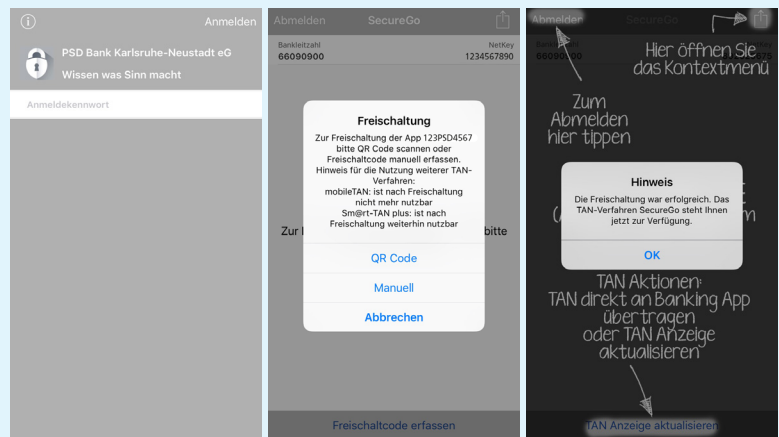 Anmelden
PSD Bank Karlsruhe-Neustadt eG
Wissen was Sinn macht
Anmeldekennwort
Abmelden SecureGo
Bankleitzahl NetKey
66090900 1234567890
Freischaltung
Zur Freischaltung der App 123PSD4567
bitte QR Code scannen oder
Freischaltcode manuell erfassen.
Hinweis für die Nutzung weiterer TAN-
Verfahren:
mobileTAN: ist nach Freischaltung
nicht mehr nutzbar
Sm@rt-TAN plus: ist nach
Freischaltung weiterhin nutzbar
Zur bitte
QR Code
Manuell
Abbrechen
Freischaltcode erfassen
Abmelden SecureGo
Hier öffnen Sie
das Kontextmenü
66090900
Zum
Abmelden
hier tippen
Hinweis
Die Freischaltung war erfolgreich. Das
TAN-Verfahren SecureGo steht Ihnen
jetzt zur Verfügung.
OK
TAN Aktionen:
TAN direkt an Banking App
übertragen
oder TAN Anzeige
aktualisieren
TAN Anzeige aktualisieren